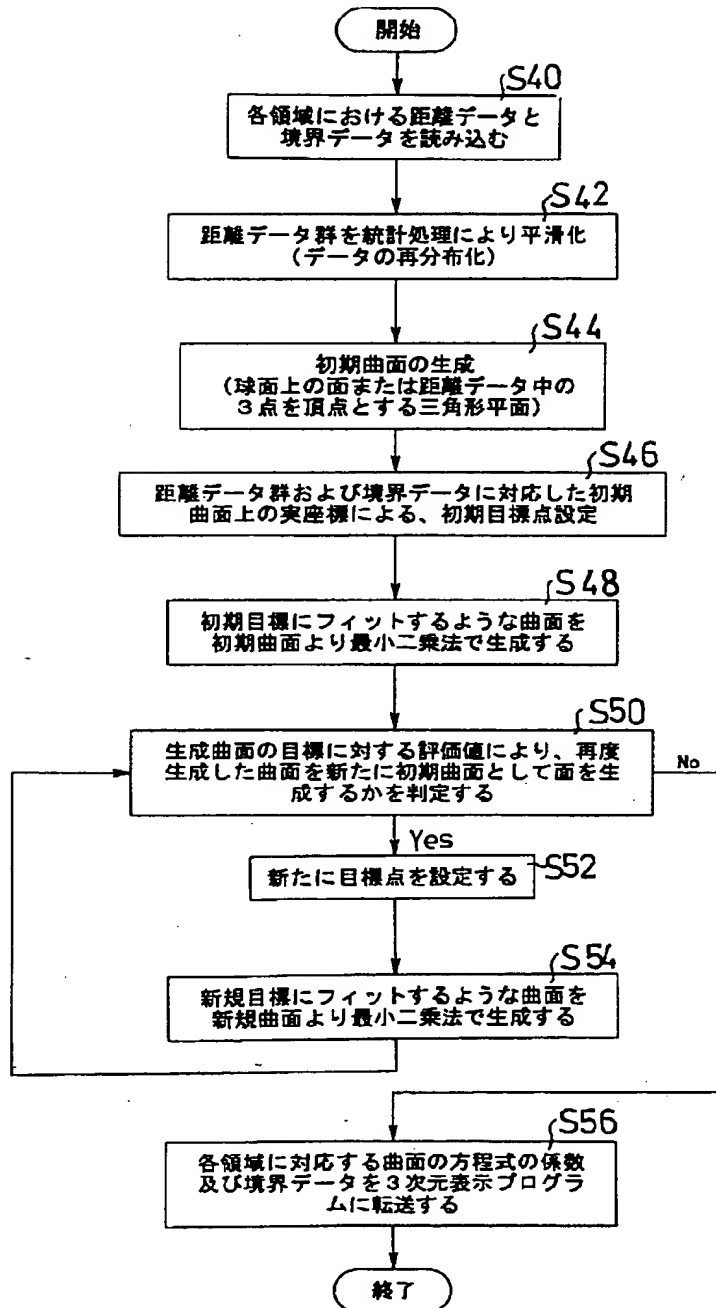 開始
S40
各領域における距離データと
境界データを読み込む
S42
距離データ群を統計処理により平滑化
(データの再分布化)
S44
初期曲面の生成
(球面上の面または距離データ中の
3点を頂点とする三角形平面)
S46
距離データ群および境界データに対応した初期
曲面上の実座標による、初期目標点設定
S48
初期目標にフィットするような曲面を
初期曲面より最小二乗法で生成する
S50
生成曲面の目標に対する評価値により、再度
生成した曲面を新たに初期曲面として面を生
成するかを判定する
No
Yes
S52
新たに目標点を設定する
S54
新規目標にフィットするような曲面を
新規曲面より最小二乗法で生成する
S56
各領域に対応する曲面の方程式の係数
及び境界データを3次元表示プログラ
ムに転送する
終了